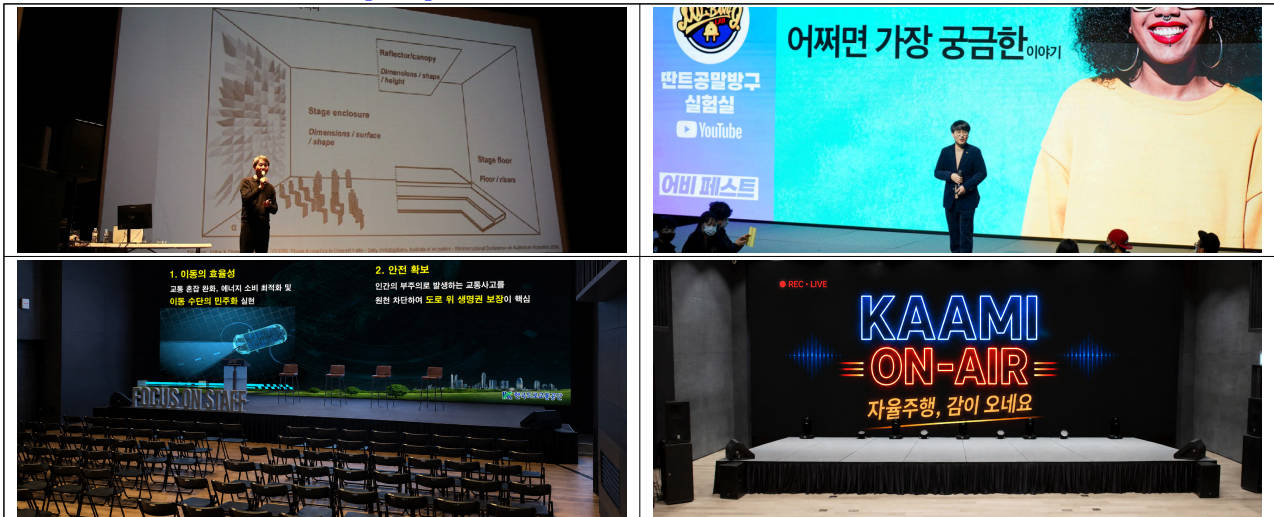 Reflector/canopy
Dimensions / shape
/ height
Stage enclosure
Dimensions / surface
/ shape
Stage floor
Floor / risers
LAB
어쩌면 가장 궁금한이야기
딴트공말방구
실험실
YouTube
어비 페스트
1. 이동의 효율성
교통 혼잡 완화, 에너지 소비 최적화 및
이동 수단의 민주화 실현
2. 안전 확보
인간의 부주의로 발생하는 교통사고를
원천 차단하여 도로 위 생명권 보장이 핵심
FOCUS ON STAFF
REC • LIVE
KAAMI
ON-AIR
자율주행, 감이 오네요